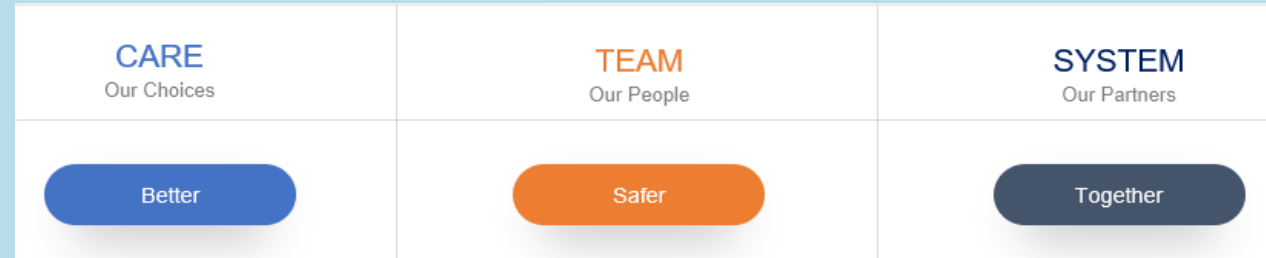 CARE
Our Choices
TEAM
Our People
SYSTEM
Our Partners
Better
Safer
Together